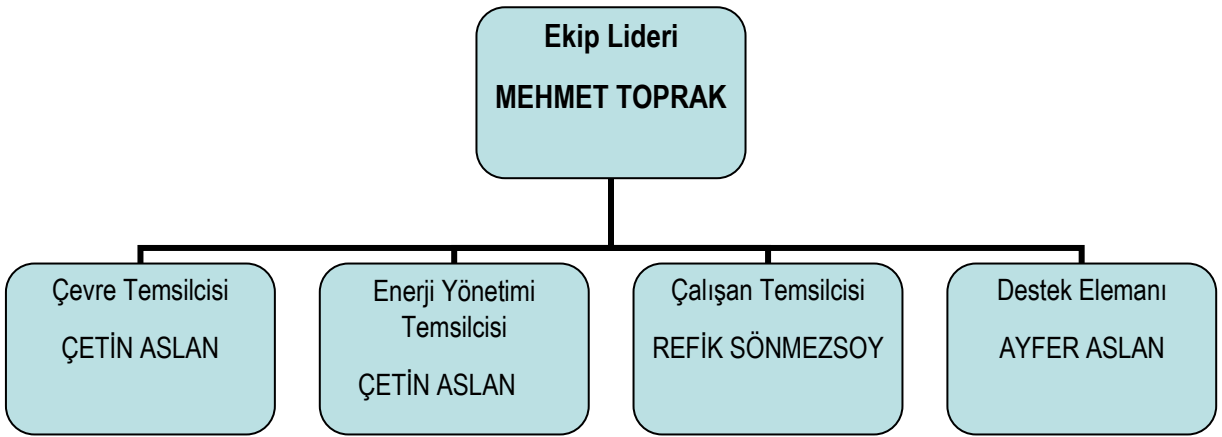 Ekip Lideri
MEHMET TOPRAK
Çevre Temsilcisi
ÇETİN ASLAN
Enerji Yönetimi
Temsilcisi
ÇETİN ASLAN
Çalışan Temsilcisi
REFİK SÖNMEZSOY
Destek Elemanı
AYFER ASLAN